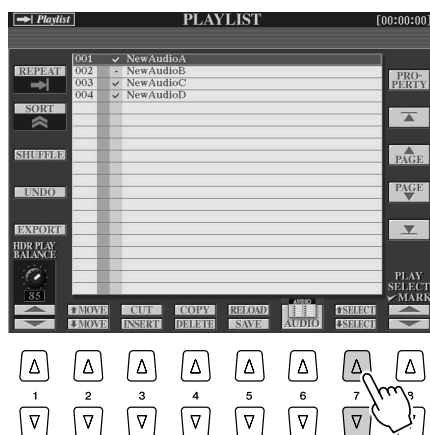 Playlist PLAYLIST [00:00:00]
001 ✓ NewAudioA
002 - NewAudioB
003 ✓ NewAudioC
004 ✓ NewAudioD
REPEAT
SORT
SHUFFLE
UNDO
EXPORT
HDR PLAY
BALANCE
85
PRO-
PERTY
PAGE
PAGE
PLAY
SELECT
✓MARK
⬆MOVE CUT COPY RELOAD AUDIO ⬆SELECT
⬇MOVE INSERT DELETE SAVE AUDIO ⬇SELECT
1 2 3 4 5 6 7 8